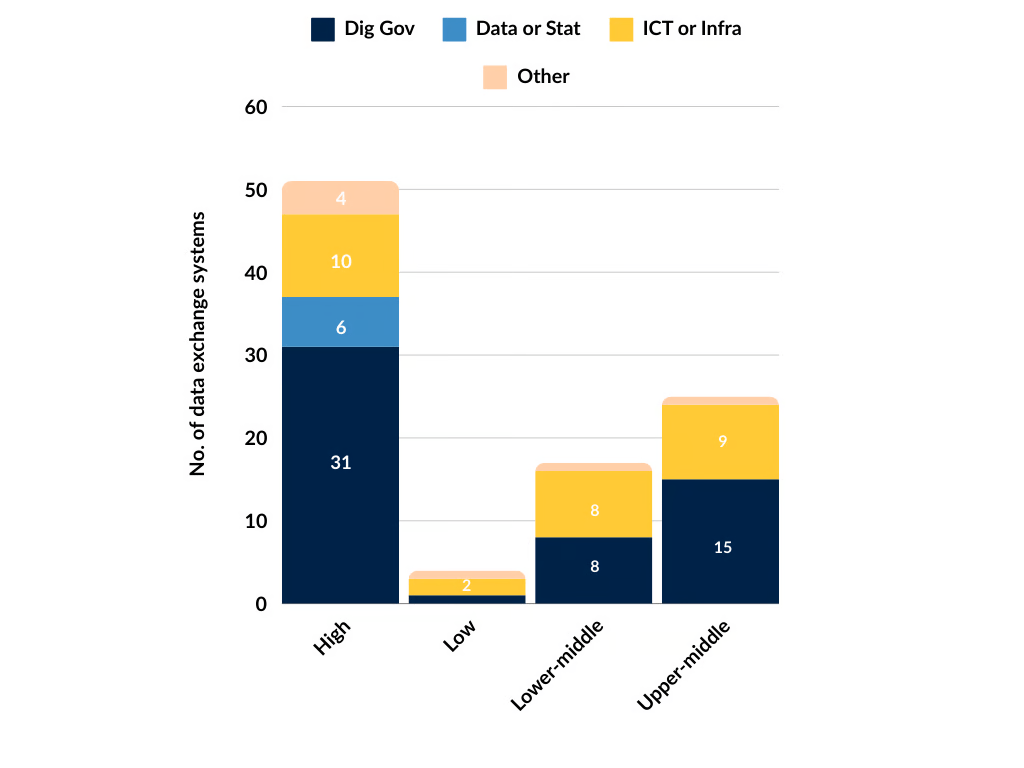 Dig Gov Data or Stat ICT or Infra
Other
60
50
40
30
20
10
0
No. of data exchange systems
4
10
6
31
2
8
8
9
15
High
Low
Lower-middle
Upper-middle